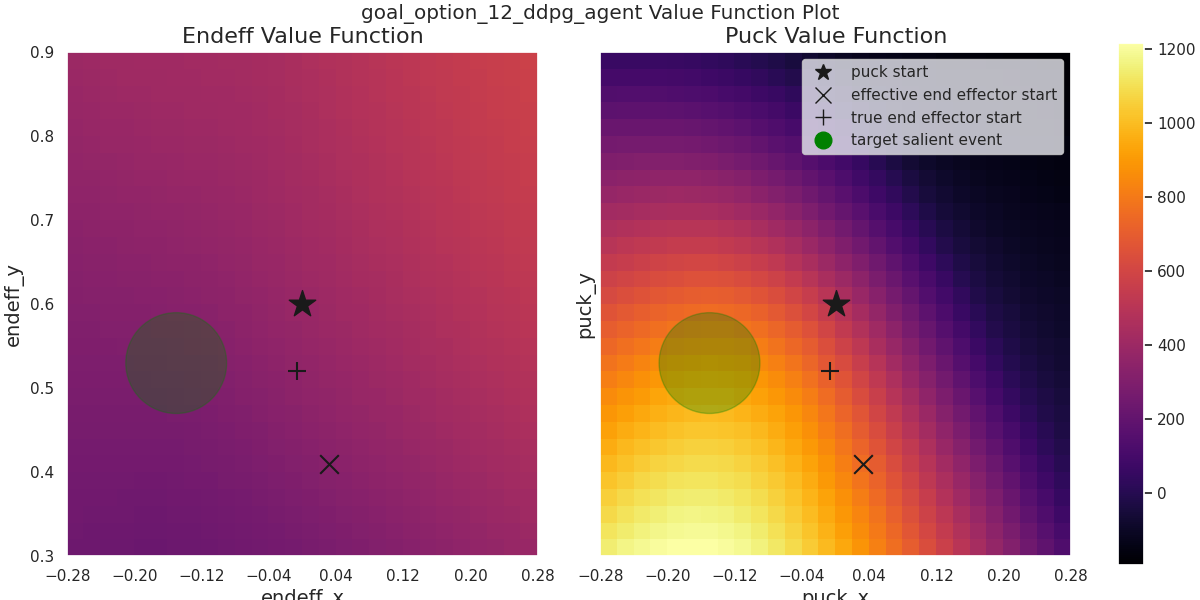 goal_option_12_ddpg_agent Value Function Plot
Endeff Value Function
Puck Value Function
0.9
0.8
0.7
0.6
0.5
0.4
0.3
endeff_y
−0.28 −0.20 −0.12 −0.04 0.04 0.12 0.20 0.28
endeff_x
puck_y
puck start
effective end effector start
true end effector start
target salient event
−0.28 −0.20 −0.12 −0.04 0.04 0.12 0.20 0.28
puck_x
1200
1000
800
600
400
200
0